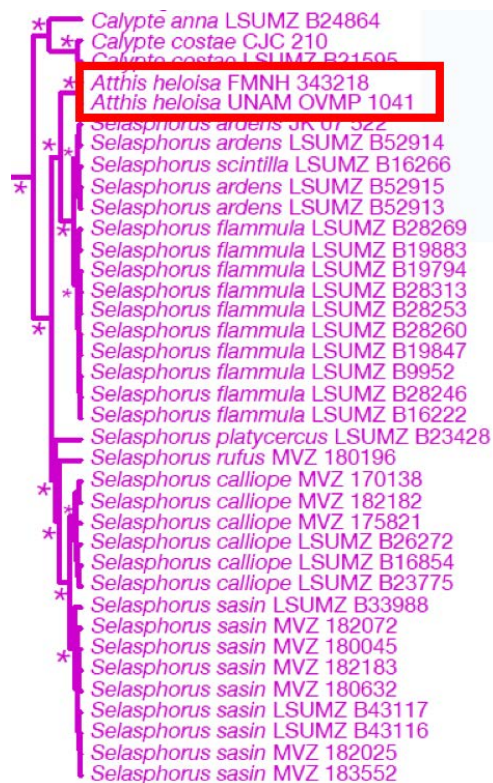 Calypte anna LSUMZ B24864
Calypte costae CJC 210
Calypte costae LSUMZ B21595
Atthis heloisa FMNH 343218
Atthis heloisa UNAM OVMP 1041
Selasphorus ardens JK 07 522
Selasphorus ardens LSUMZ B52914
Selasphorus scintilla LSUMZ B16266
Selasphorus ardens LSUMZ B52915
Selasphorus ardens LSUMZ B52913
Selasphorus flammula LSUMZ B28269
Selasphorus flammula LSUMZ B19883
Selasphorus flammula LSUMZ B19794
Selasphorus flammula LSUMZ B28313
Selasphorus flammula LSUMZ B28253
Selasphorus flammula LSUMZ B28260
Selasphorus flammula LSUMZ B19847
Selasphorus flammula LSUMZ B9952
Selasphorus flammula LSUMZ B28246
Selasphorus flammula LSUMZ B16222
Selasphorus platycercus LSUMZ B23428
Selasphorus rufus MVZ 180196
Selasphorus calliope MVZ 170138
Selasphorus calliope MVZ 182182
Selasphorus calliope MVZ 175821
Selasphorus calliope LSUMZ B26272
Selasphorus calliope LSUMZ B16854
Selasphorus calliope LSUMZ B23775
Selasphorus sasin LSUMZ B33988
Selasphorus sasin MVZ 182072
Selasphorus sasin MVZ 180045
Selasphorus sasin MVZ 182183
Selasphorus sasin MVZ 180632
Selasphorus sasin LSUMZ B43117
Selasphorus sasin LSUMZ B43116
Selasphorus sasin MVZ 182025
Selasphorus sasin MVZ 183552